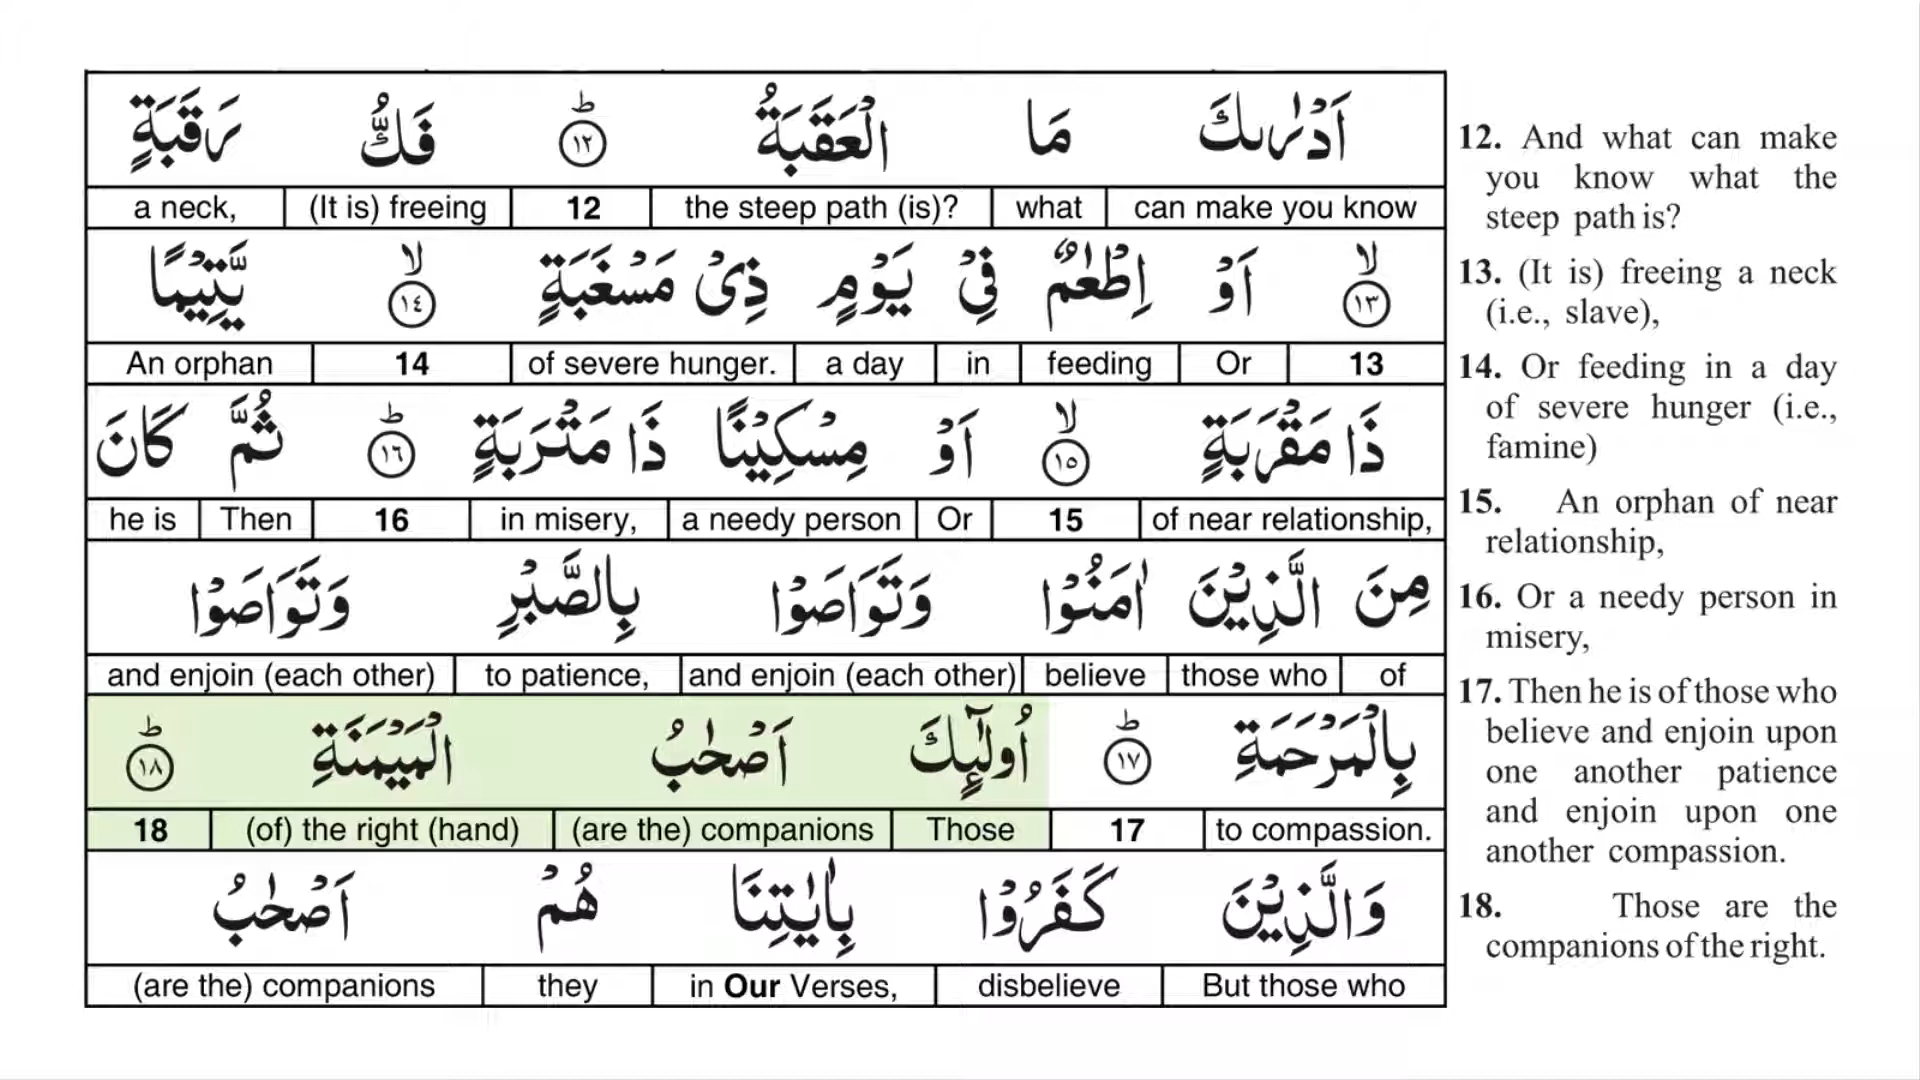 اَدْرٰىكَ مَا الْعَقَبَةُ ؕ ١٢ فَكُّ رَقَبَةٍ
can make you know what the steep path (is)? 12 (It is) freeing a neck,
ۙ ١٣ اَوْ اِطْعٰمٌ فِيْ يَوْمٍ ذِيْ مَسْغَبَةٍ ۙ ١٤ يَّتِيْمًا
13 Or feeding in a day of severe hunger. 14 An orphan
ذَا مَقْرَبَةٍ ۙ ١٥ اَوْ مِسْكِيْنًا ذَا مَتْرَبَةٍ ؕ ١٦ ثُمَّ كَانَ
of near relationship, 15 Or a needy person in misery, 16 Then he is
مِنَ الَّذِيْنَ اٰمَنُوْا وَتَوَاصَوْا بِالصَّبْرِ وَتَوَاصَوْا
of those who believe and enjoin (each other) to patience, and enjoin (each other)
بِالْمَرْحَمَةِ ؕ ١٧ اُولٰٓئِكَ اَصْحٰبُ الْمَيْمَنَةِ ؕ ١٨
to compassion. 17 Those (are the) companions (of) the right (hand) 18
وَالَّذِيْنَ كَفَرُوْا بِاٰيٰتِنَا هُمْ اَصْحٰبُ
But those who disbelieve in Our Verses, they (are the) companions
12. And what can make
you know what the
steep path is?
13. (It is) freeing a neck
(i.e., slave),
14. Or feeding in a day
of severe hunger (i.e.,
famine)
15. An orphan of near
relationship,
16. Or a needy person in
misery,
17. Then he is of those who
believe and enjoin upon
one another patience
and enjoin upon one
another compassion.
18. Those are the
companions of the right.